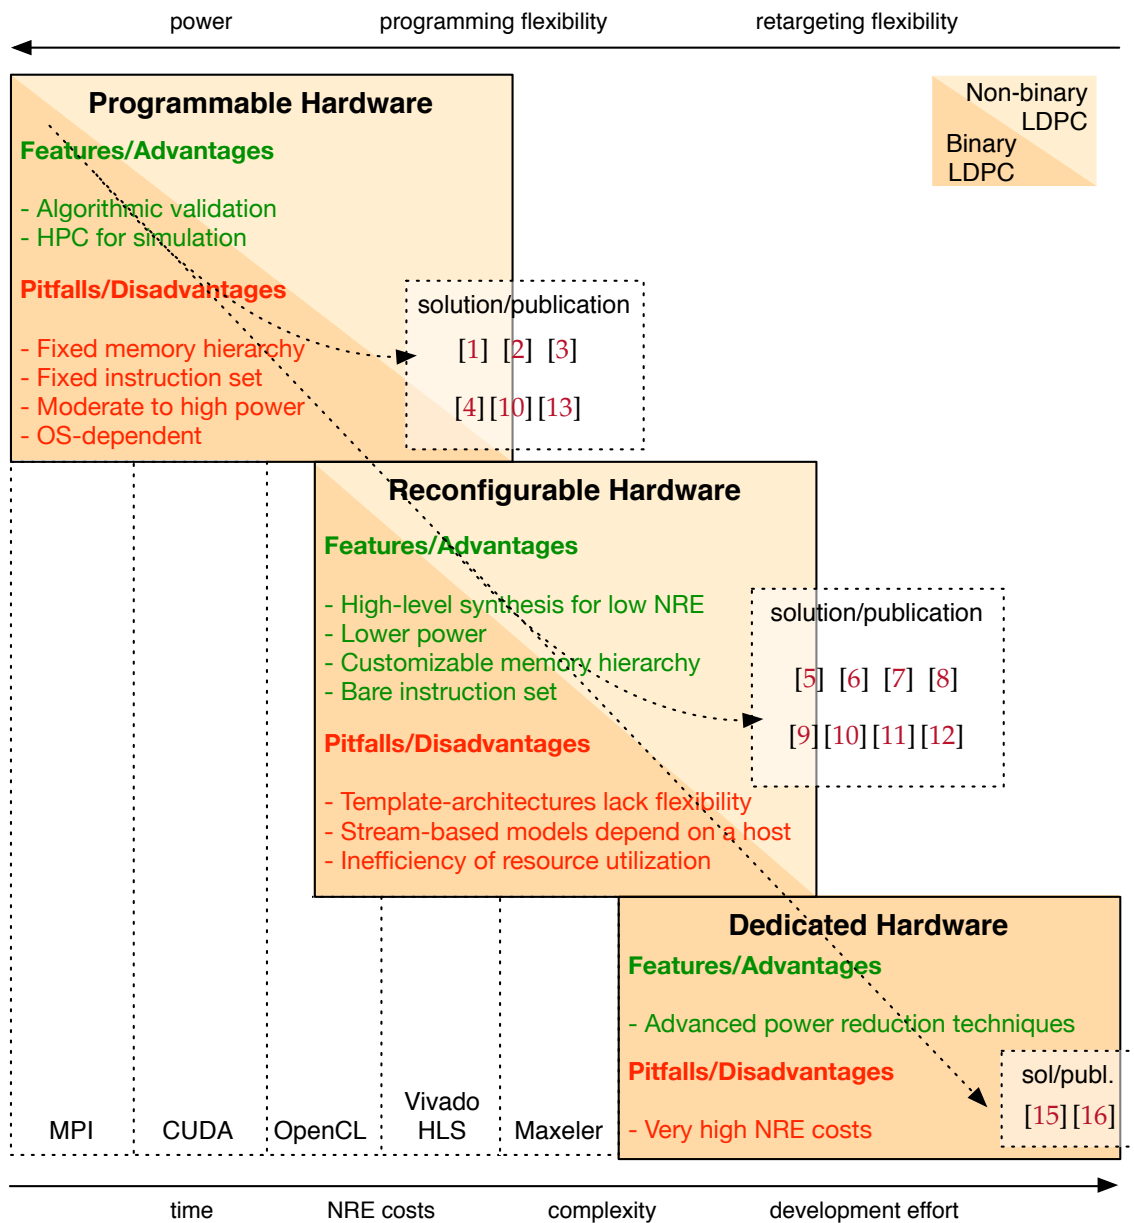 power programming flexibility retargeting flexibility
Programmable Hardware
Features/Advantages
- Algorithmic validation
- HPC for simulation
Pitfalls/Disadvantages
- Fixed memory hierarchy
- Fixed instruction set
- Moderate to high power
- OS-dependent
Non-binary
LDPC
Binary
LDPC
solution/publication
[1] [2] [3]
[4] [10] [13]
Reconfigurable Hardware
Features/Advantages
- High-level synthesis for low NRE
- Lower power
- Customizable memory hierarchy
- Bare instruction set
Pitfalls/Disadvantages
- Template-architectures lack flexibility
- Stream-based models depend on a host
- Inefficiency of resource utilization
solution/publication
[5] [6] [7] [8]
[9] [10] [11] [12]
Dedicated Hardware
Features/Advantages
- Advanced power reduction techniques
Pitfalls/Disadvantages
- Very high NRE costs
sol/publ.
[15] [16]
MPI
CUDA
OpenCL
Vivado
HLS
Maxeler
time NRE costs complexity development effort